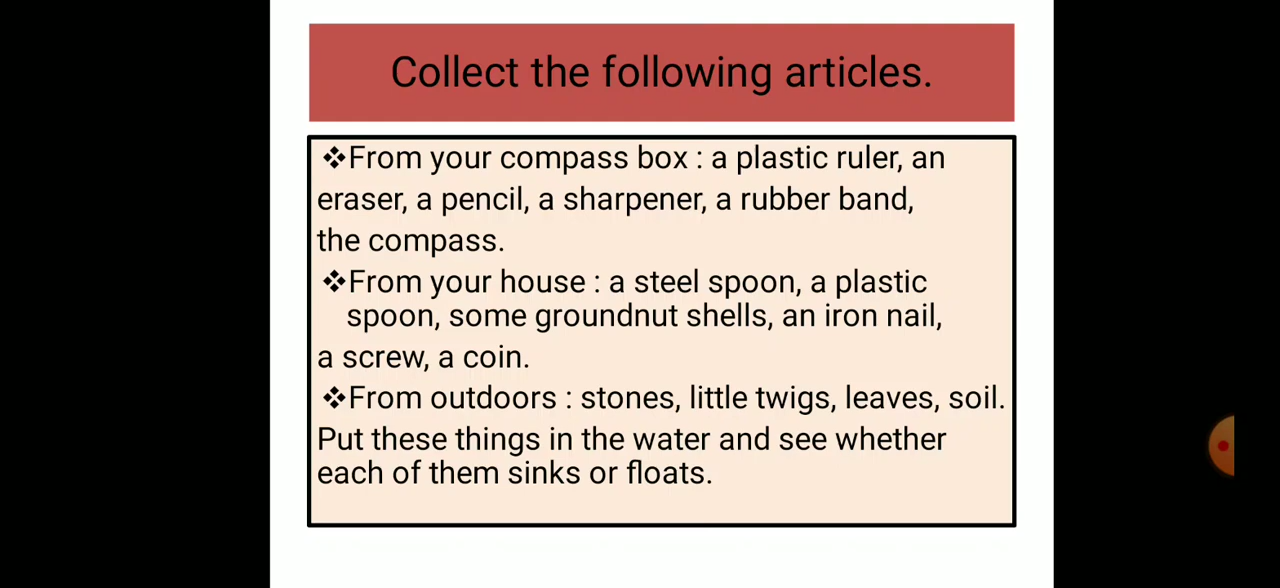 Collect the following articles.
❖From your compass box : a plastic ruler, an
eraser, a pencil, a sharpener, a rubber band,
the compass.
❖From your house : a steel spoon, a plastic
spoon, some groundnut shells, an iron nail,
a screw, a coin.
❖From outdoors : stones, little twigs, leaves, soil.
Put these things in the water and see whether
each of them sinks or floats.